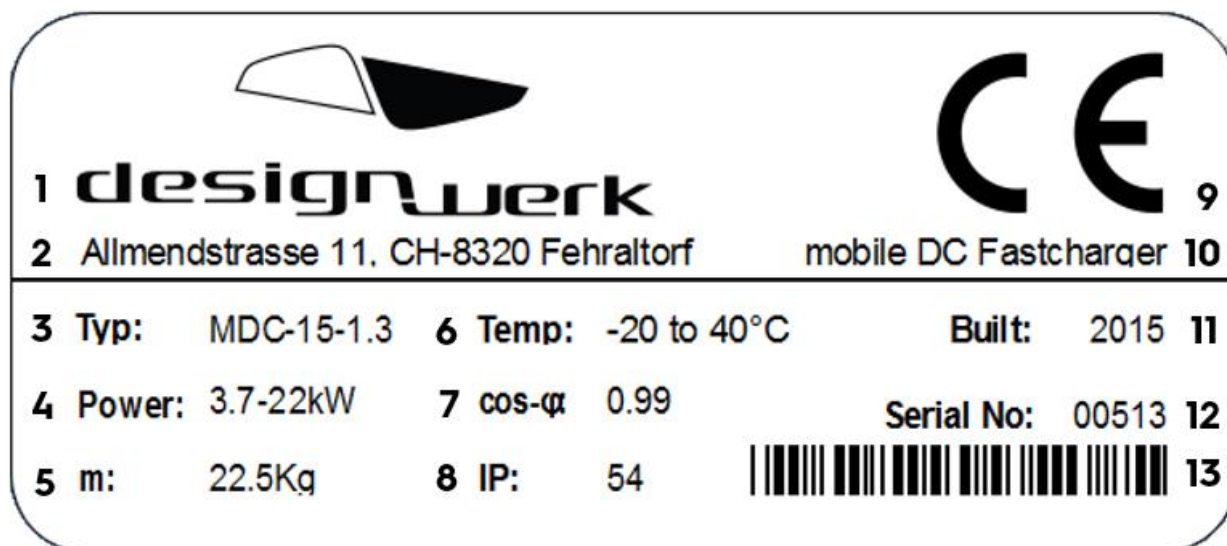 CE
1 designwerk 9
2 Allmendstrasse 11, CH-8320 Fehraltorf mobile DC Fastcharger 10
3 Typ: MDC-15-1.3 6 Temp: -20 to 40°C Built: 2015 11
4 Power: 3.7-22kW 7 cos-φ: 0.99 Serial No: 00513 12
5 m: 22.5Kg 8 IP: 54 13